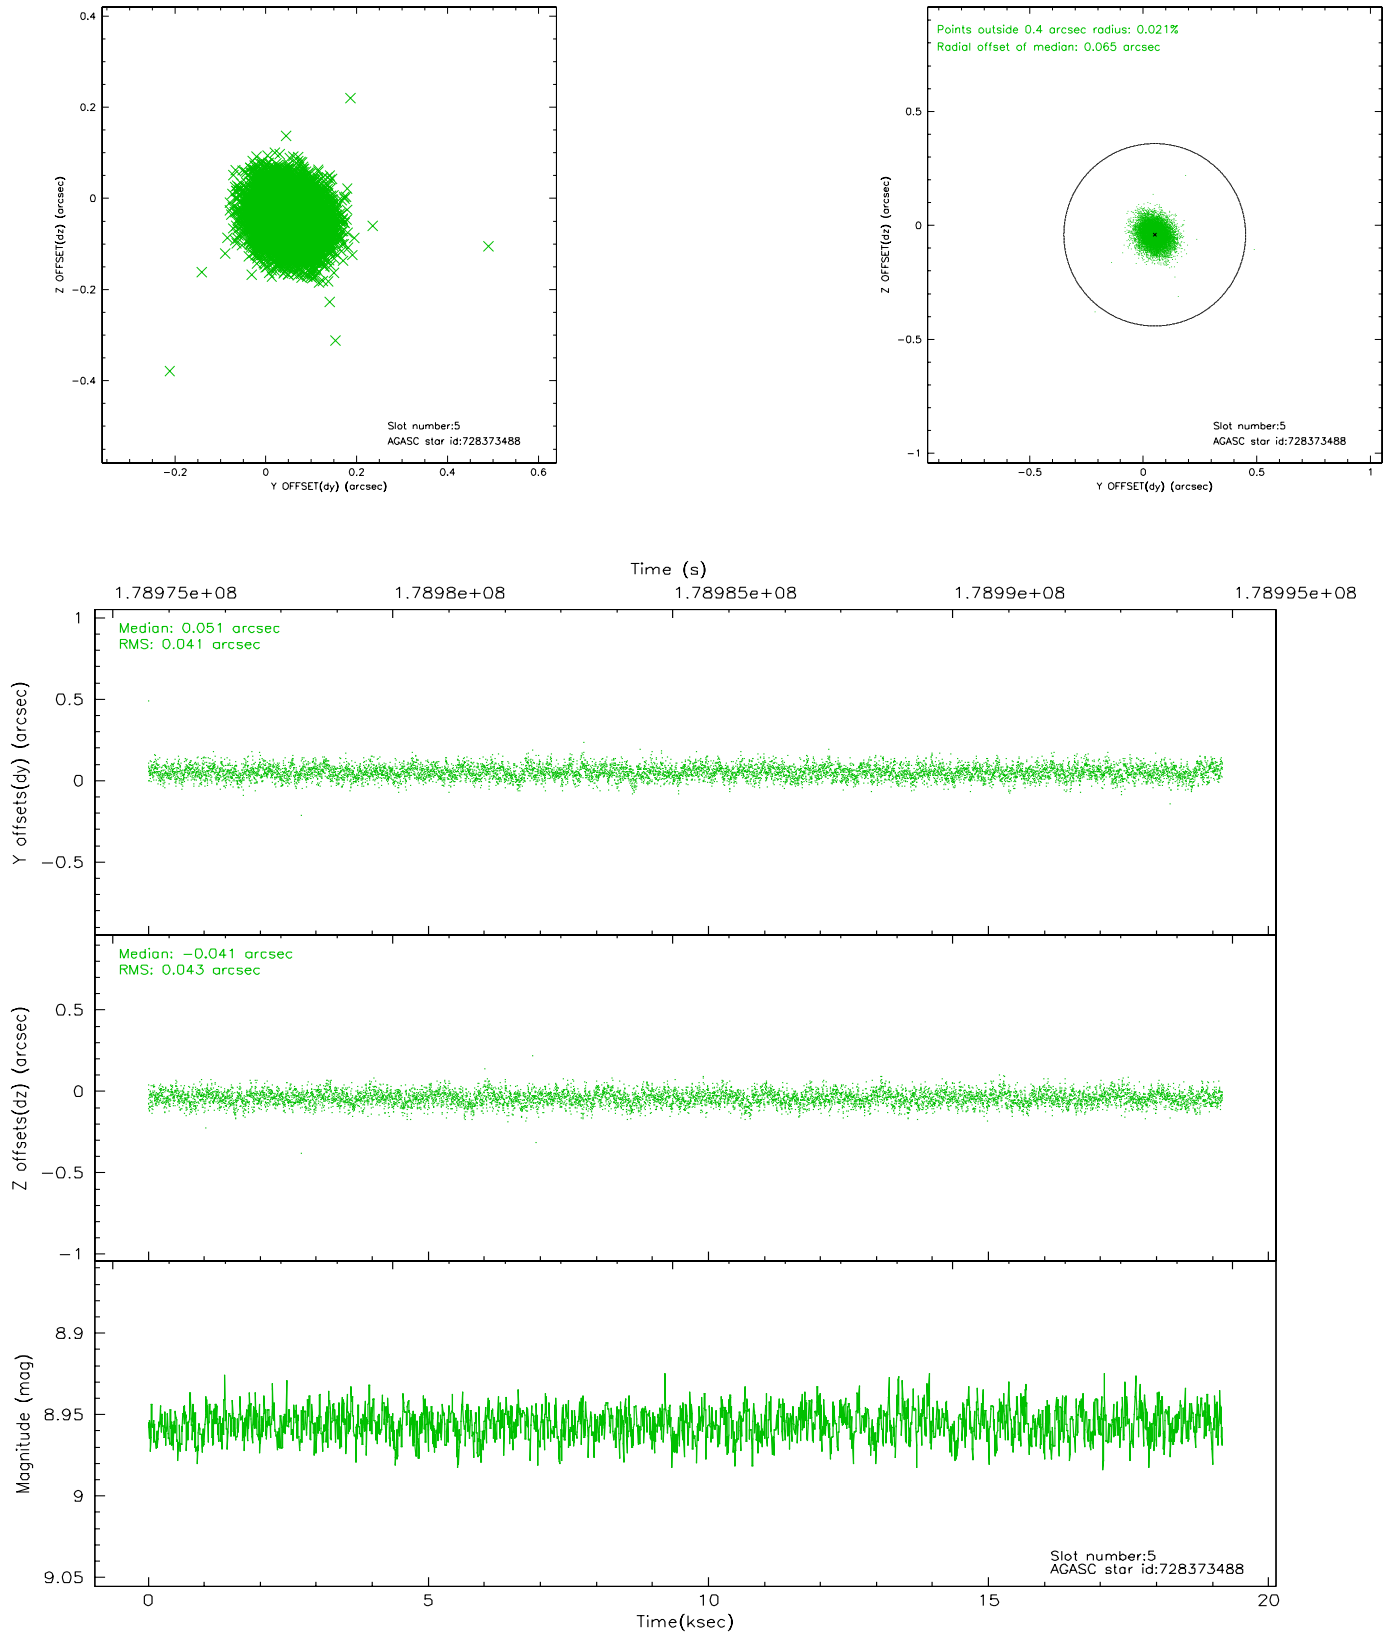 0.4
0.2
0
−0.2
−0.4
Z OFFSET(dz) (arcsec)
Slot number:5
AGASC star id:728373488
−0.2 0 0.2 0.4 0.6
Y OFFSET(dy) (arcsec)
Points outside 0.4 arcsec radius: 0.021%
Radial offset of median: 0.065 arcsec
0.5
0
−0.5
−1
Z OFFSET(dz) (arcsec)
Slot number:5
AGASC star id:728373488
−0.5 0 0.5 1
Y OFFSET(dy) (arcsec)
Time (s)
1.78975e+08 1.7898e+08 1.78985e+08 1.7899e+08 1.78995e+08
Median: 0.051 arcsec
RMS: 0.041 arcsec
1
0.5
0
−0.5
Y offsets(dy) (arcsec)
Median: −0.041 arcsec
RMS: 0.043 arcsec
0.5
0
−0.5
−1
Z offsets(dz) (arcsec)
8.9
8.95
9
9.05
Magnitude (mag)
Slot number:5
AGASC star id:728373488
0 5 10 15 20
Time(ksec)